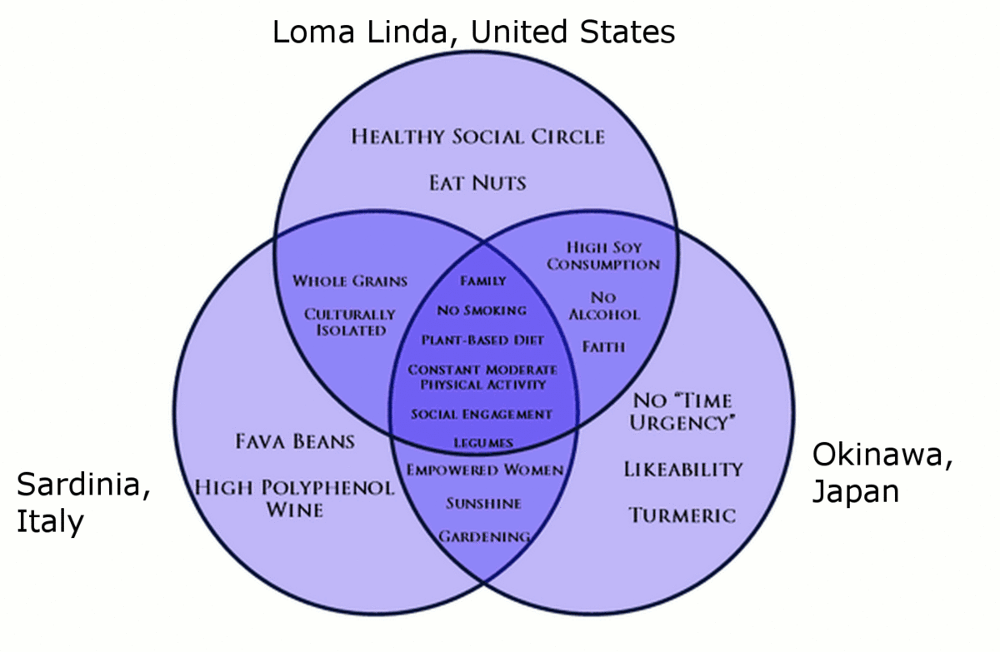 Loma Linda, United States
HEALTHY SOCIAL CIRCLE
EAT NUTS
WHOLE GRAINS
CULTURALLY
ISOLATED
FAMILY
NO SMOKING
PLANT-BASED DIET
CONSTANT MODERATE
PHYSICAL ACTIVITY
SOCIAL ENGAGEMENT
LEGUMES
HIGH SOY
CONSUMPTION
NO
ALCOHOL
FAITH
Sardinia,
Italy
FAVA BEANS
HIGH POLYPHENOL
WINE
EMPOWERED WOMEN
SUNSHINE
GARDENING
NO "TIME
URGENCY"
LIKEABILITY
TURMERIC
Okinawa,
Japan